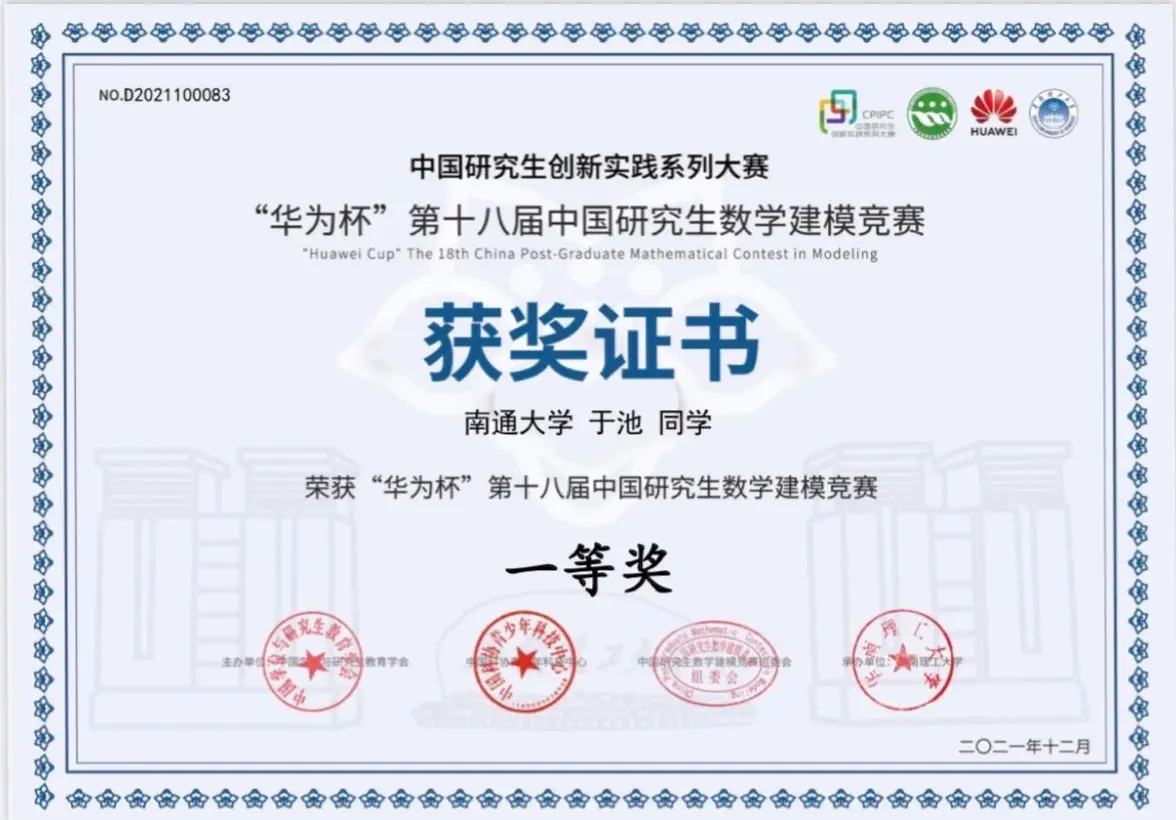 NO.D2021100083
CPIPC
中国研究生
创新实践系列大赛
HUAWEI
中国研究生创新实践系列大赛
“华为杯”第十八届中国研究生数学建模竞赛
"Huawei Cup" The 18th China Post-Graduate Mathematical Contest in Modeling
获奖证书
南通大学 于池 同学
荣获“华为杯”第十八届中国研究生数学建模竞赛
一等奖
主办单位：中国学位与研究生教育学会
中国科协青少年科技中心
中国研究生数学建模竞赛组委会
承办单位：
理工大学
组委会
二〇二一年十二月